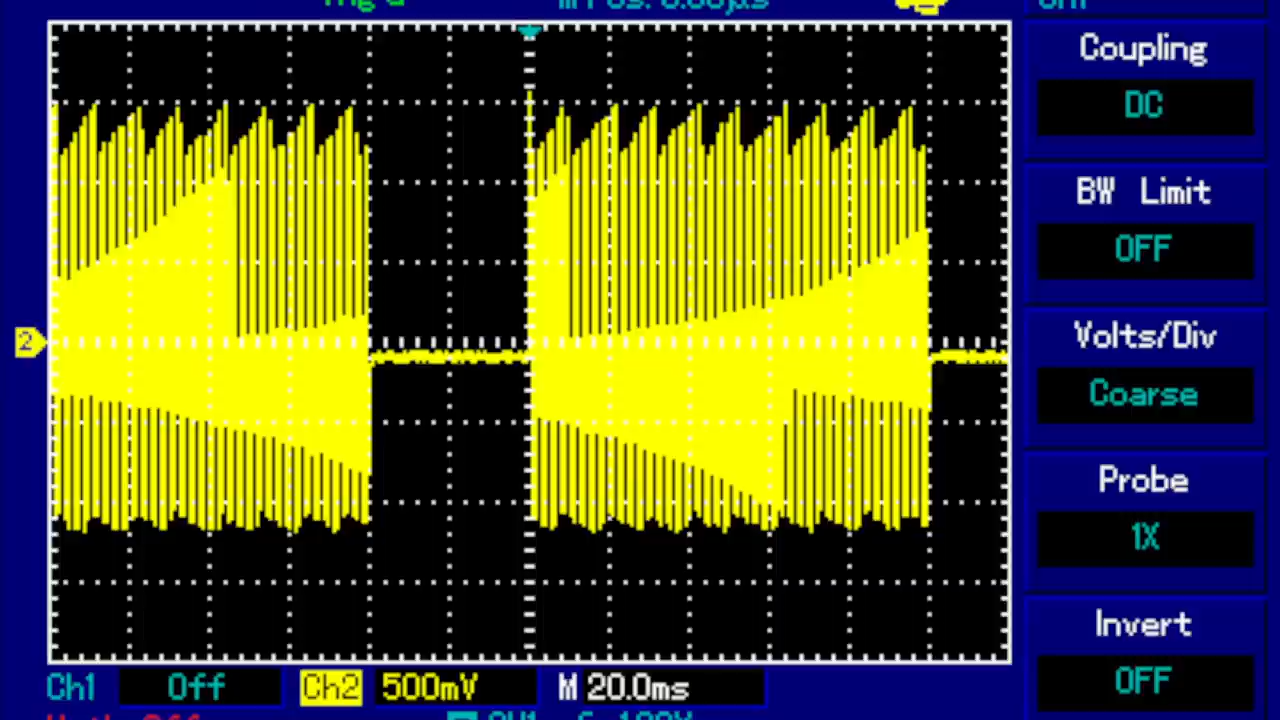 Coupling
DC
BW Limit
OFF
Volts/Div
Coarse
Probe
1X
Invert
OFF
2
Ch1 Off Ch2 500mV M 20.0ms